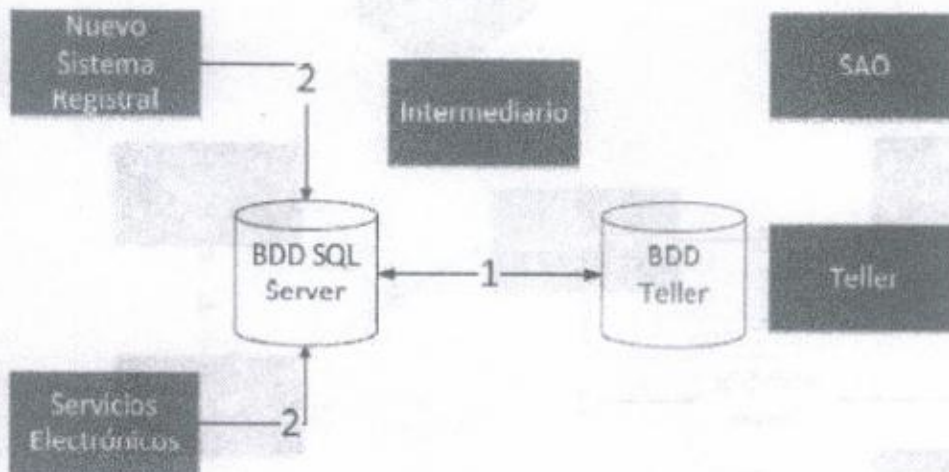 Nuevo
Sistema
Registral
2
Intermediario
SAO
BDD SQL
Server
1
BDD
Teller
Teller
Servicios
Electrónicos
2